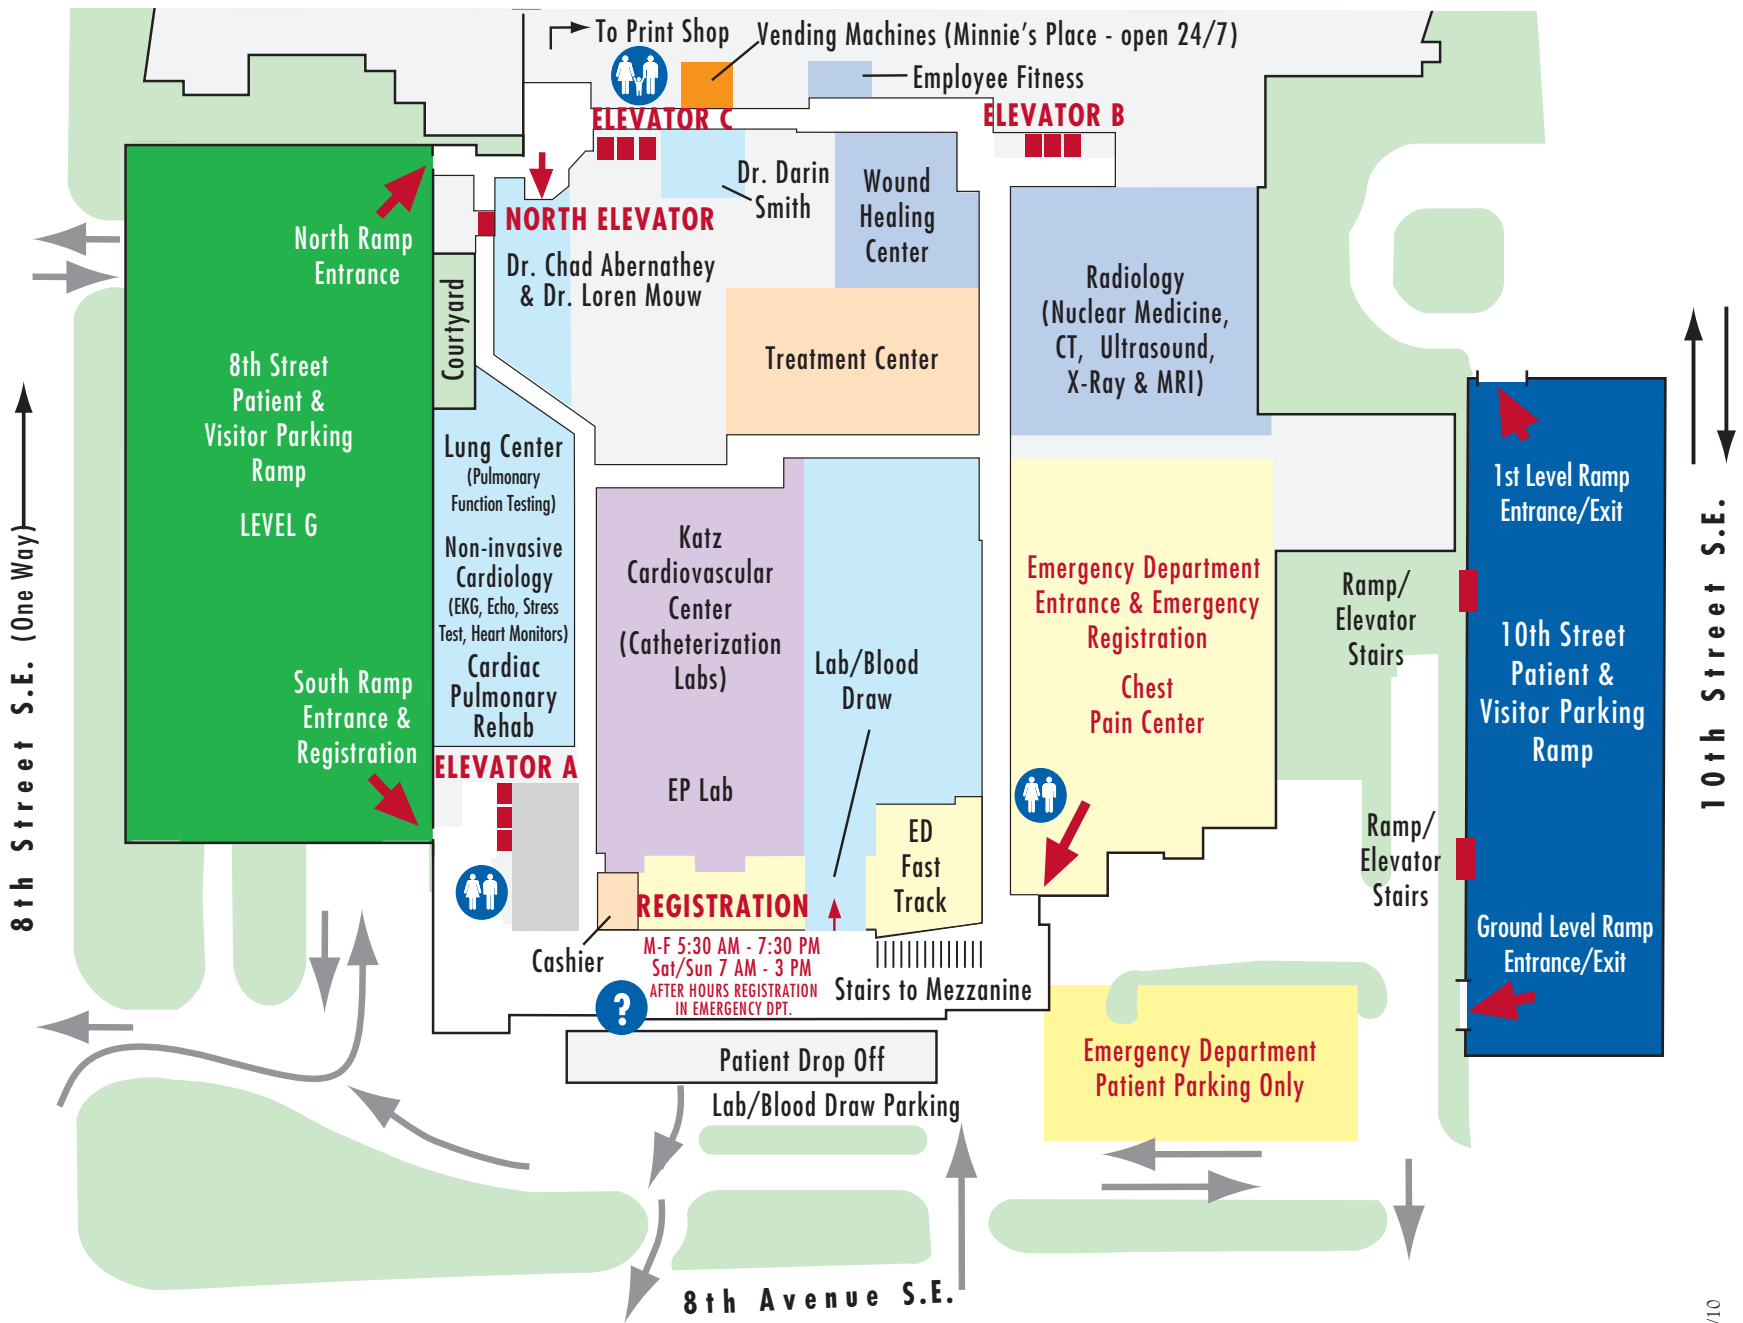 To Print Shop
Vending Machines (Minnie's Place - open 24/7)
Employee Fitness
ELEVATOR C
ELEVATOR B
Dr. Darin
Smith
Wound
Healing
Center
NORTH ELEVATOR
Dr. Chad Abernathey
& Dr. Loren Mouw
North Ramp
Entrance
Courtyard
Treatment Center
Radiology
(Nuclear Medicine,
CT, Ultrasound,
X-Ray & MRI)
8th Street
Patient &
Visitor Parking
Ramp
LEVEL G
8th Street S.E. (One Way)
Lung Center
(Pulmonary
Function Testing)
Non-invasive
Cardiology
(EKG, Echo, Stress
Test, Heart Monitors)
Cardiac
Pulmonary
Rehab
South Ramp
Entrance &
Registration
ELEVATOR A
Katz
Cardiovascular
Center
(Catheterization
Labs)
EP Lab
Lab/Blood
Draw
Emergency Department
Entrance & Emergency
Registration
Chest
Pain Center
ED
Fast
Track
REGISTRATION
M-F 5:30 AM - 7:30 PM
Sat/Sun 7 AM - 3 PM
AFTER HOURS REGISTRATION
IN EMERGENCY DPT.
Cashier
?
Stairs to Mezzanine
Patient Drop Off
Lab/Blood Draw Parking
Emergency Department
Patient Parking Only
Ramp/
Elevator
Stairs
Ramp/
Elevator
Stairs
1st Level Ramp
Entrance/Exit
10th Street
Patient &
Visitor Parking
Ramp
Ground Level Ramp
Entrance/Exit
10th Street S.E.
8th Avenue S.E.
/10